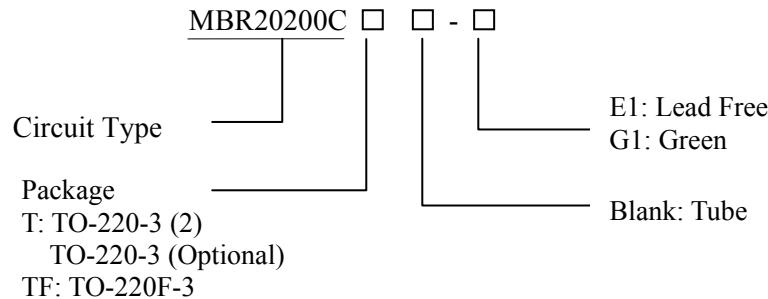 MBR20200C □ □ - □
Circuit Type
Package
T: TO-220-3 (2)
TO-220-3 (Optional)
TF: TO-220F-3
E1: Lead Free
G1: Green
Blank: Tube